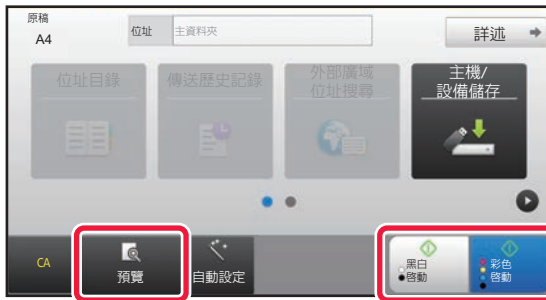 原稿
A4
位址
主資料夾
詳述
位址目錄
傳送歷史記錄
外部廣域
位址搜尋
主機/
設備儲存
CA
預覽
自動設定
黑白
啓動
彩色
啓動